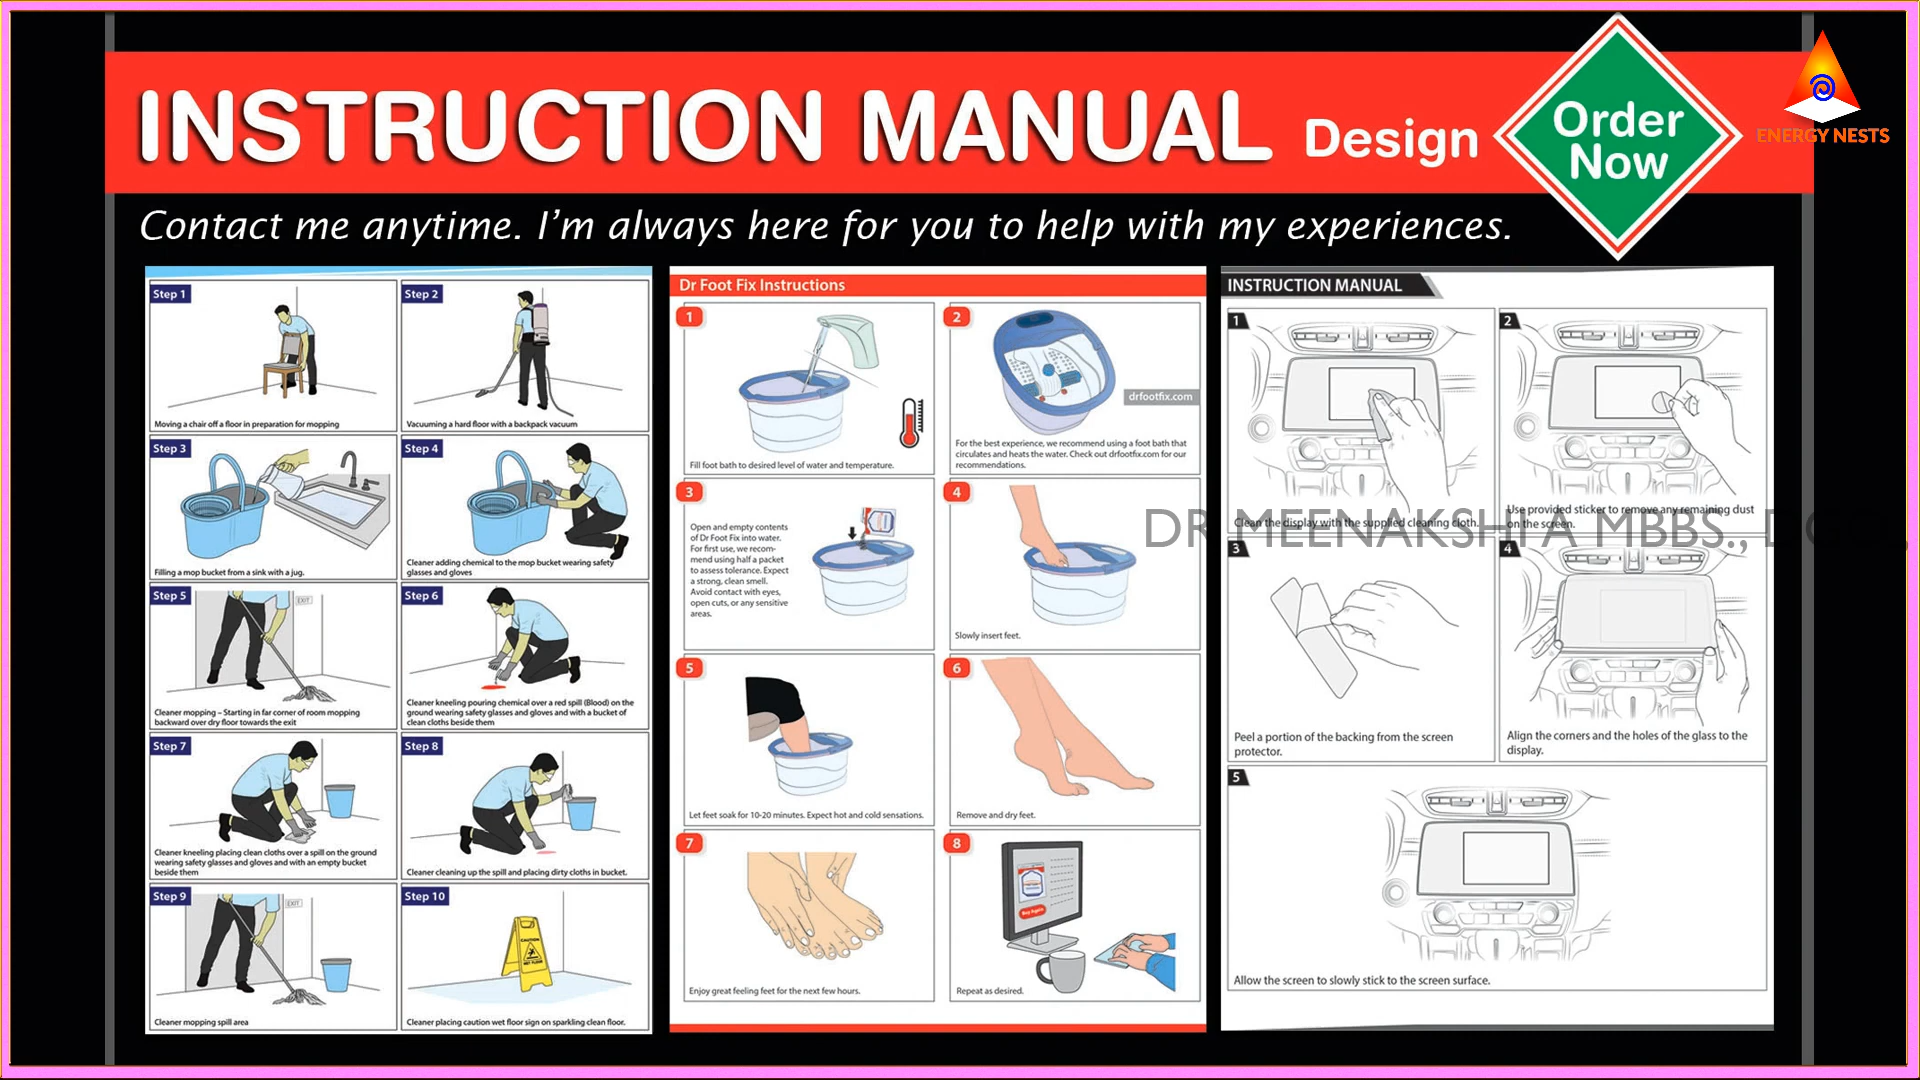 INSTRUCTION MANUAL Design
Order
Now
ENERGY NESTS
Contact me anytime. I'm always here for you to help with my experiences.
Step 1
Moving a chair off a floor in preparation for mopping
Step 2
Vacuuming a hard floor with a backpack vacuum
Step 3
Filling a mop bucket from a sink with a jug.
Step 4
Cleaner adding chemical to the mop bucket wearing safety
glasses and gloves
Step 5
EXIT
Cleaner mopping – Starting in far corner of room mopping
backward over dry floor towards the exit
Step 6
Cleaner kneeling pouring chemical over a red spill (Blood) on the
ground wearing safety glasses and gloves and with a bucket of
clean cloths beside them
Step 7
Cleaner kneeling placing clean cloths over a spill on the ground
wearing safety glasses and gloves and with an empty bucket
beside them
Step 8
Cleaner cleaning up the spill and placing dirty cloths in bucket.
Step 9
EXIT
Cleaner mopping spill area
Step 10
CAUTION
WET FLOOR
Cleaner placing caution wet floor sign on sparkling clean floor.
Dr Foot Fix Instructions
1
Fill foot bath to desired level of water and temperature.
2
drfootfix.com
For the best experience, we recommend using a foot bath that
circulates and heats the water. Check out drfootfix.com for our
recommendations.
3
Open and empty contents
of Dr Foot Fix into water.
For first use, we recom-
mend using half a packet
to assess tolerance. Expect
a strong, clean smell.
Avoid contact with eyes,
open cuts, or any sensitive
areas.
4
Slowly insert feet.
5
Let feet soak for 10-20 minutes. Expect hot and cold sensations.
6
Remove and dry feet.
7
Enjoy great feeling feet for the next few hours.
8
Buy Again
Repeat as desired.
INSTRUCTION MANUAL
1
Clean the display with the supplied cleaning cloth.
2
Use provided sticker to remove any remaining dust
on the screen.
DR MEENAKSHI A MBBS., DGO.,
3
Peel a portion of the backing from the screen
protector.
4
Align the corners and the holes of the glass to the
display.
5
Allow the screen to slowly stick to the screen surface.